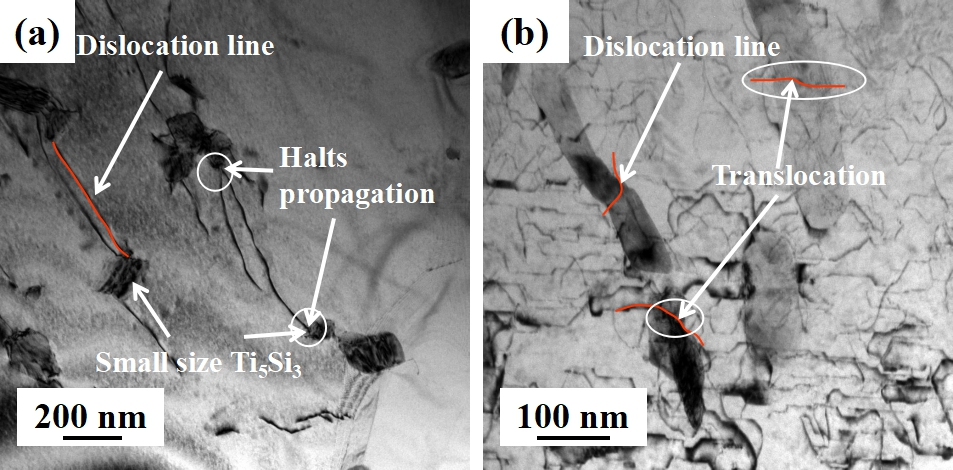 (a)
Dislocation line
Halts
propagation
Small size Ti₅Si₃
200 nm
(b)
Dislocation line
Translocation
100 nm